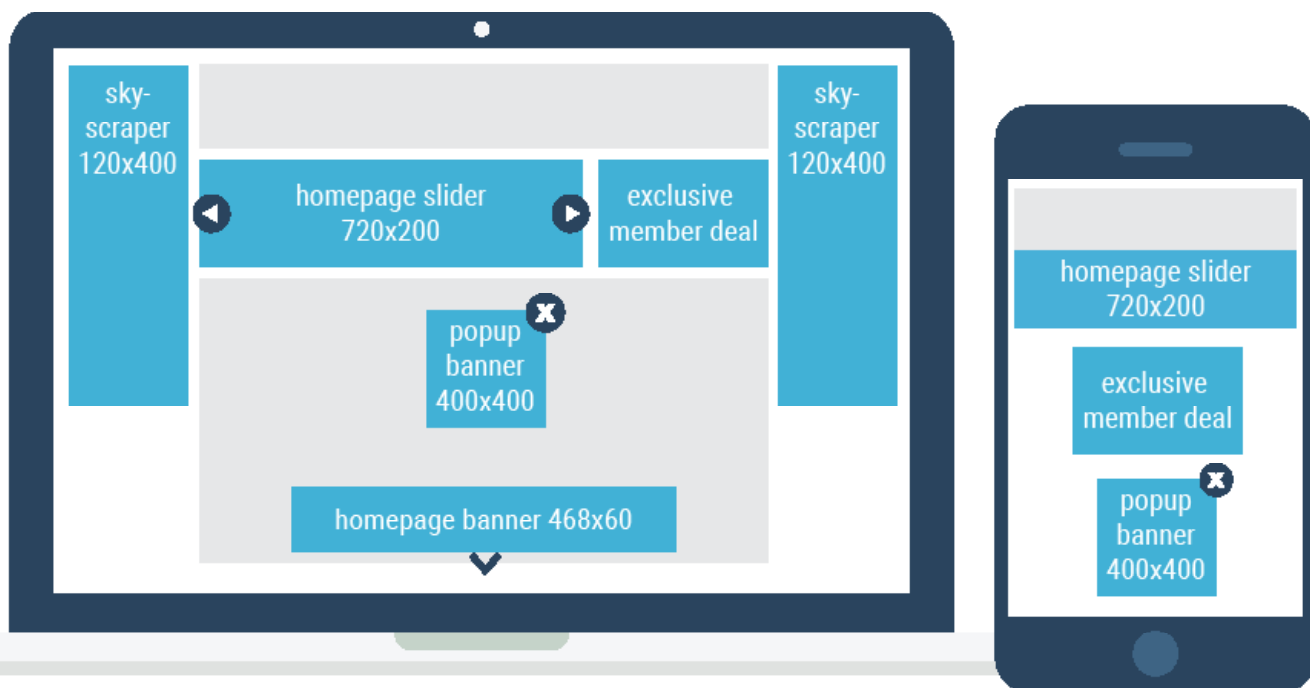 sky-
scraper
120x400
homepage slider
720x200
exclusive
member deal
sky-
scraper
120x400
popup
banner
400x400
x
homepage banner 468x60
homepage slider
720x200
exclusive
member deal
popup
banner
400x400
x